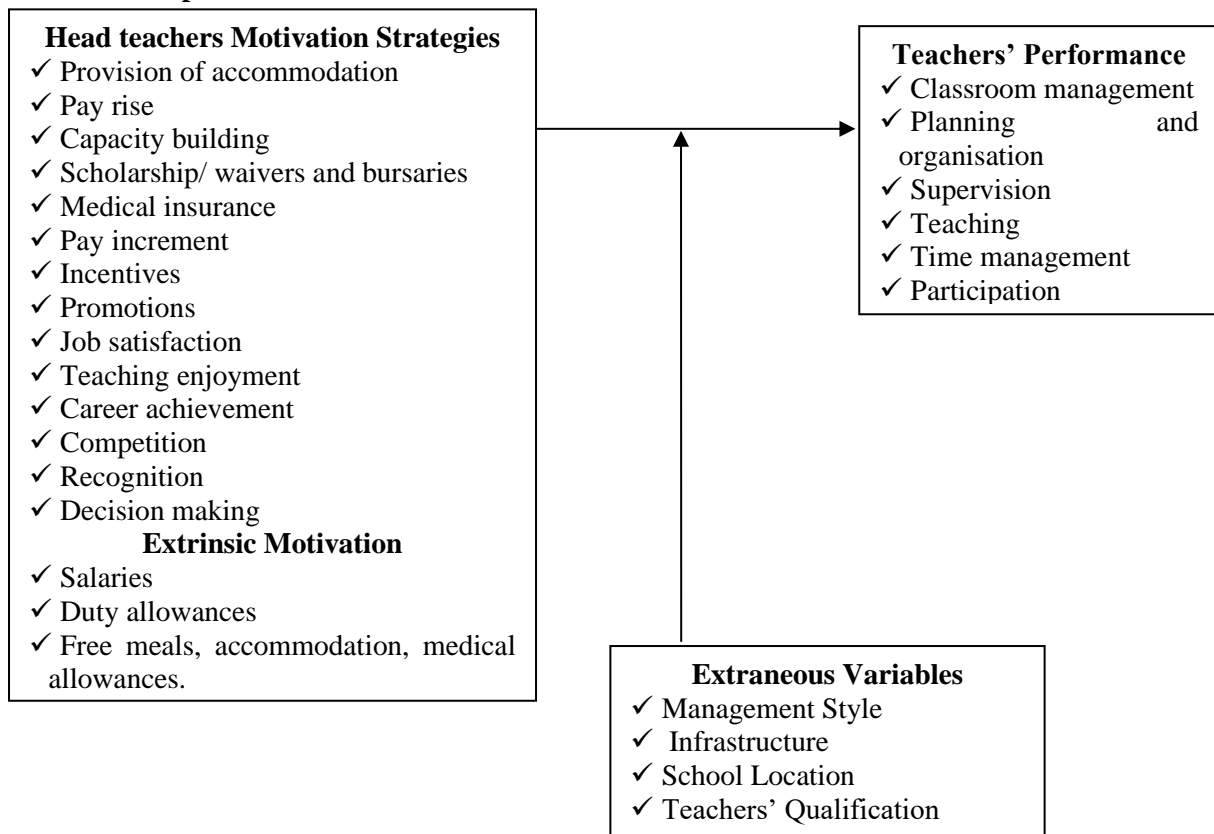 Head teachers Motivation Strategies
✓ Provision of accommodation
✓ Pay rise
✓ Capacity building
✓ Scholarship/ waivers and bursaries
✓ Medical insurance
✓ Pay increment
✓ Incentives
✓ Promotions
✓ Job satisfaction
✓ Teaching enjoyment
✓ Career achievement
✓ Competition
✓ Recognition
✓ Decision making
Extrinsic Motivation
✓ Salaries
✓ Duty allowances
✓ Free meals, accommodation, medical
allowances.
Teachers’ Performance
✓ Classroom management
✓ Planning and
organisation
✓ Supervision
✓ Teaching
✓ Time management
✓ Participation
Extraneous Variables
✓ Management Style
✓ Infrastructure
✓ School Location
✓ Teachers’ Qualification